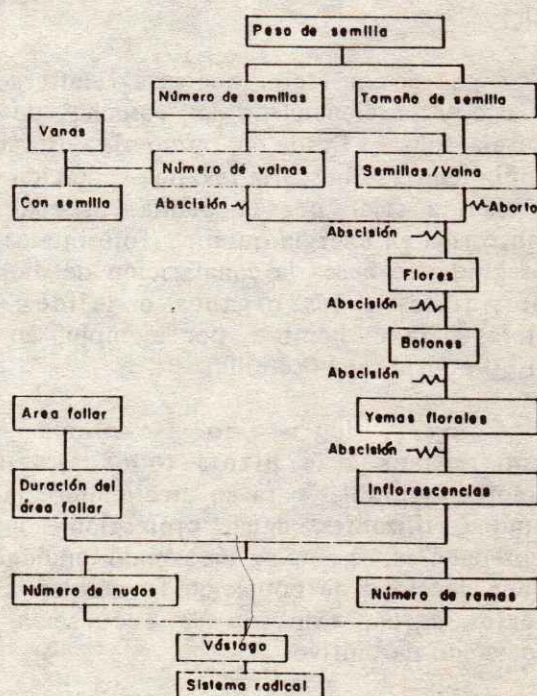 Peso de semilla
Número de semillas
Tamaño de semilla
Vanas
Número de vainas
Semillas/Vaina
Con semilla
Abscisión
Aborto
Abscisión
Flores
Abscisión
Botones
Abscisión
Area foliar
Yemas florales
Abscisión
Duración del
área foliar
Inflorescencias
Número de nudos
Número de ramas
Vástago
Sistema radical